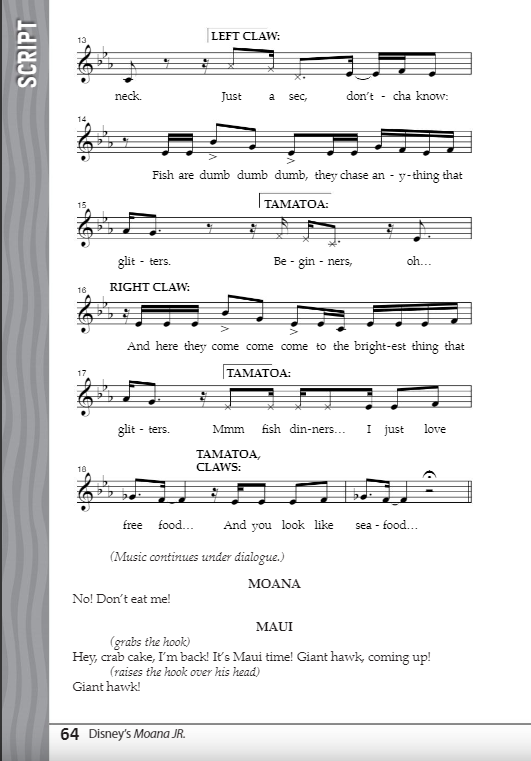 SCRIPT
LEFT CLAW:
13
neck. Just a sec, don't - cha know:
14
Fish are dumb dumb dumb, they chase an - y-thing that
15
TAMATOA:
glit - ters. Be - gin - ners, oh...
RIGHT CLAW:
16
And here they come come come to the bright-est thing that
TAMATOA:
17
glit - ters. Mmm fish din-ners... I just love
TAMATOA,
CLAWS:
18
free food... And you look like sea - food...
(Music continues under dialogue.)
MOANA
No! Don't eat me!
MAUI
(grabs the hook)
Hey, crab cake, I'm back! It's Maui time! Giant hawk, coming up!
(raises the hook over his head)
Giant hawk!
64 Disney's Moana JR.